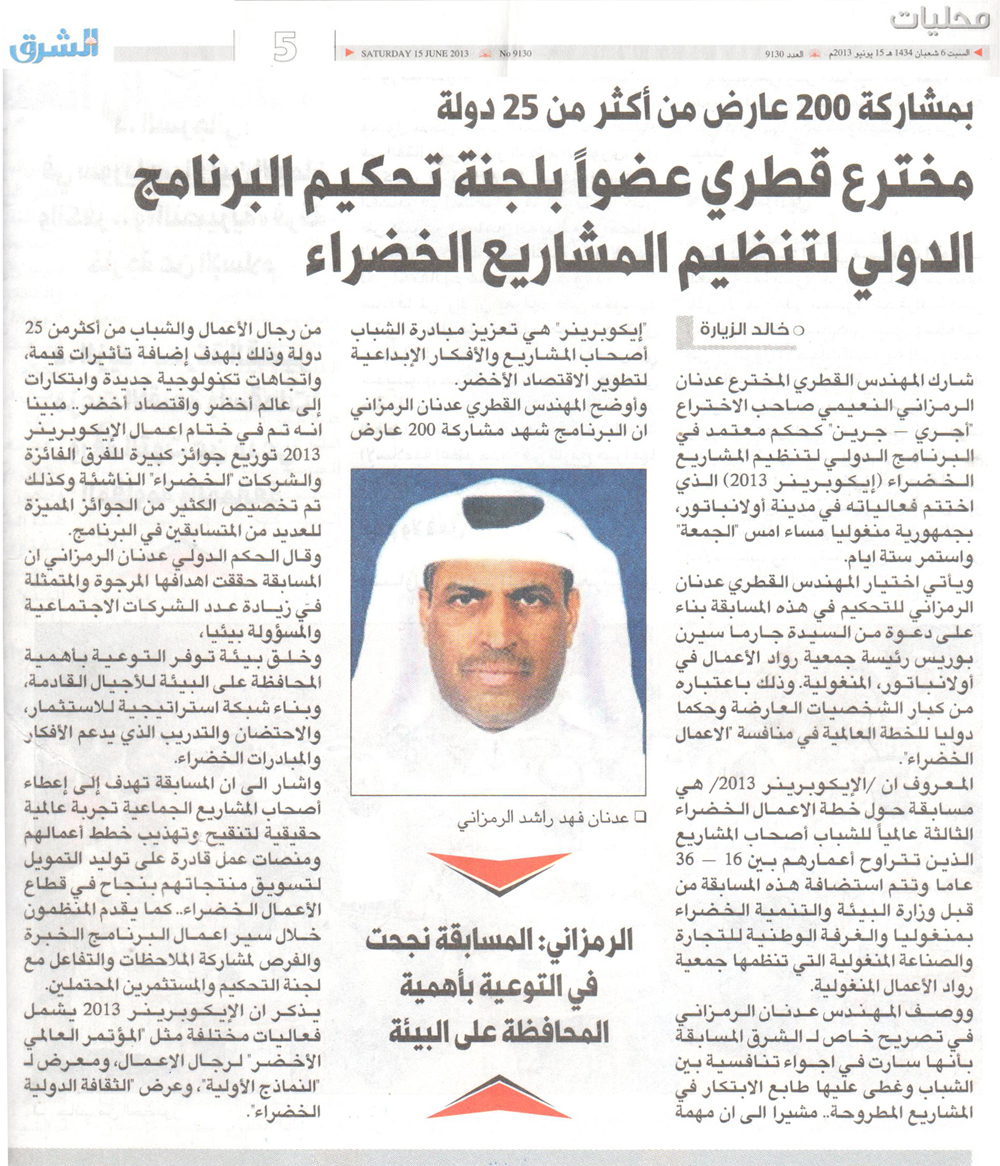 محليات
السبت 6 شعبان 1434 هـ 15 يونيو 2013م العدد 9130
SATURDAY 15 JUNE 2013 No 9130
5
الشرق
بمشاركة 200 عارض من أكثر من 25 دولة
مخترع قطري عضواً بلجنة تحكيم البرنامج
الدولي لتنظيم المشاريع الخضراء
خالد الزيارة
شارك المهندس القطري المخترع عدنان
الرمزاني النعيمي صاحب الاختراع
"أجري – جرين" كحكم معتمد في
البرنامج الدولي لتنظيم المشاريع
الخضراء (إيكوبرينر 2013) الذي
اختتم فعالياته في مدينة أولانباتور،
بجمهورية منغوليا مساء امس "الجمعة"
واستمر ستة ايام.
ويأتي اختيار المهندس القطري عدنان
الرمزاني للتحكيم في هذه المسابقة بناء
على دعوة من السيدة جارما سيرن
بوريس رئيسة جمعية رواد الأعمال في
أولانباتور، المنغولية. وذلك باعتباره
من كبار الشخصيات العارضة وحكما
دوليا للخطة العالمية في منافسة "الاعمال
الخضراء".
المعروف ان /الإيكوبرينر 2013/ هي
مسابقة حول خطة الاعمال الخضراء
الثالثة عالمياً للشباب أصحاب المشاريع
الذين تتراوح أعمارهم بين 16 – 36
عاما وتتم استضافة هذه المسابقة من
قبل وزارة البيئة والتنمية الخضراء
بمنغوليا والغرفة الوطنية للتجارة
والصناعة المنغولية التي تنظمها جمعية
رواد الأعمال المنغولية.
ووصف المهندس عدنان الرمزاني
في تصريح خاص لـ الشرق المسابقة
بأنها سارت في اجواء تنافسية بين
الشباب وغطى عليها طابع الابتكار في
المشاريع المطروحة.. مشيرا الى ان مهمة
"إيكوبرينر" هي تعزيز مبادرة الشباب
أصحاب المشاريع والأفكار الإبداعية
لتطوير الاقتصاد الأخضر.
وأوضح المهندس القطري عدنان الرمزاني
ان البرنامج شهد مشاركة 200 عارض
عدنان فهد راشد الرمزاني
الرمزاني: المسابقة نجحت
في التوعية بأهمية
المحافظة على البيئة
من رجال الأعمال والشباب من أكثر من 25
دولة وذلك بهدف إضافة تأثيرات قيمة،
واتجاهات تكنولوجية جديدة وابتكارات
إلى عالم أخضر واقتصاد أخضر.. مبينا
انه تم في ختام اعمال الإيكوبرينر
2013 توزيع جوائز كبيرة للفرق الفائزة
والشركات "الخضراء" الناشئة وكذلك
تم تخصيص الكثير من الجوائز المميزة
للعديد من المتسابقين في البرنامج.
وقال الحكم الدولي عدنان الرمزاني ان
المسابقة حققت اهدافها المرجوة والمتمثلة
في زيادة عدد الشركات الاجتماعية
والمسؤولة بيئيا،
وخلق بيئة توفر التوعية بأهمية
المحافظة على البيئة للأجيال القادمة،
وبناء شبكة استراتيجية للاستثمار،
والاحتضان والتدريب الذي يدعم الأفكار
والمبادرات الخضراء.
واشار الى ان المسابقة تهدف إلى إعطاء
أصحاب المشاريع الجماعية تجربة عالمية
حقيقية لتنقيح وتهذيب خطط أعمالهم
ومنصات عمل قادرة على توليد التمويل
لتسويق منتجاتهم بنجاح في قطاع
الأعمال الخضراء.. كما يقدم المنظمون
خلال سير اعمال البرنامج الخبرة
والفرص لمشاركة الملاحظات والتفاعل مع
لجنة التحكيم والمستثمرين المحتملين.
يذكر ان الإيكوبرينر 2013 يشمل
فعاليات مختلفة مثل "المؤتمر العالمي
الأخضر" لرجال الإعمال، ومعرض لـ
"النماذج الأولية"، وعرض "الثقافة الدولية
الخضراء".